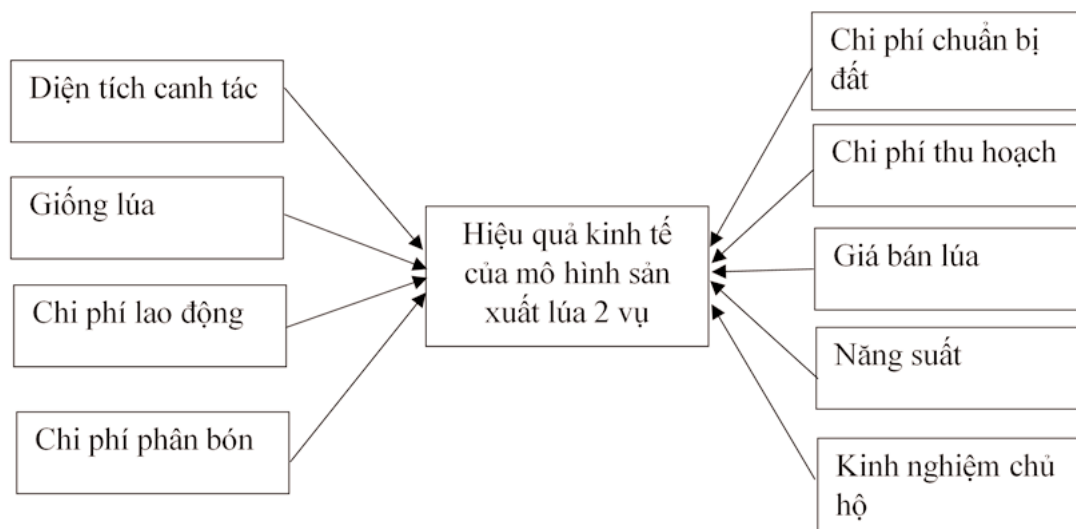 Diện tích canh tác
Giống lúa
Chi phí lao động
Chi phí phân bón
Hiệu quả kinh tế
của mô hình sản
xuất lúa 2 vụ
Chi phí chuẩn bị
đất
Chi phí thu hoạch
Giá bán lúa
Năng suất
Kinh nghiệm chủ
hộ